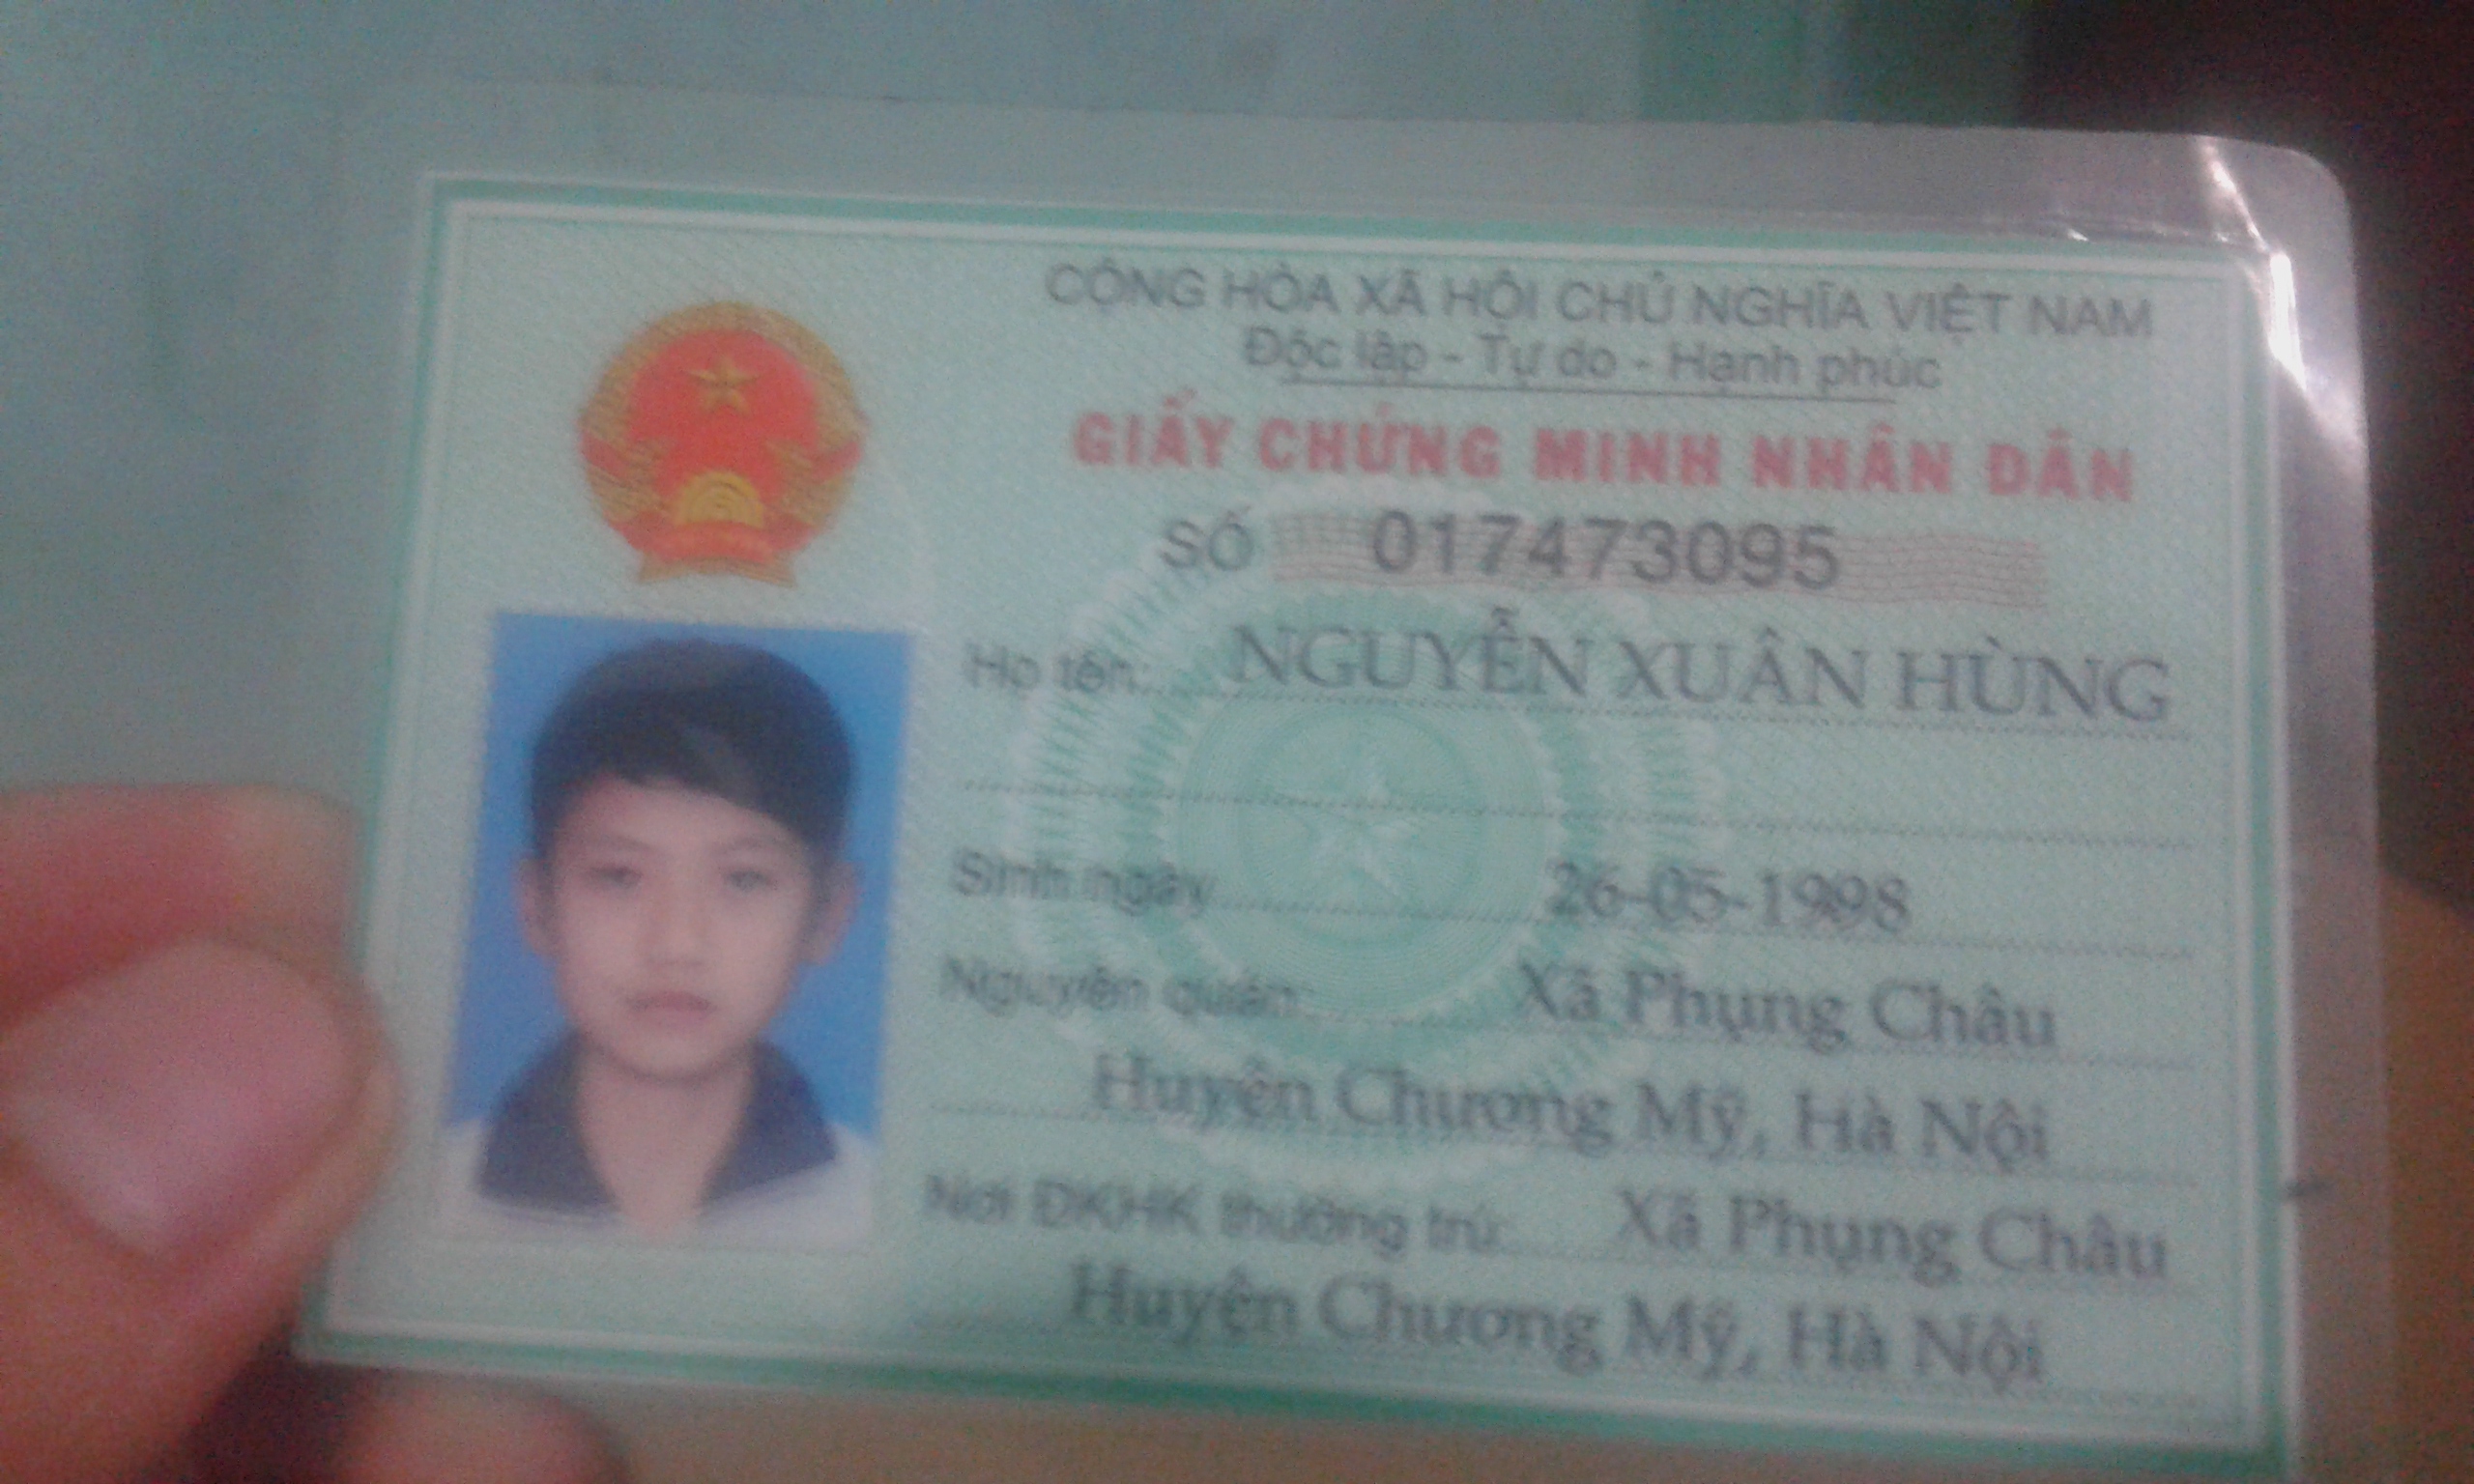 CỘNG HÒA XÃ HỘI CHỦ NGHĨA VIỆT NAM
Độc lập - Tự do - Hạnh phúc
GIẤY CHỨNG MINH NHÂN DÂN
SỐ 017473095
Họ tên: NGUYỄN XUÂN HÙNG
Sinh ngày 26-05-1998
Nguyên quán: Xã Phụng Châu
Huyện Chương Mỹ, Hà Nội
Nơi ĐKHK thường trú: Xã Phụng Châu
Huyện Chương Mỹ, Hà Nội